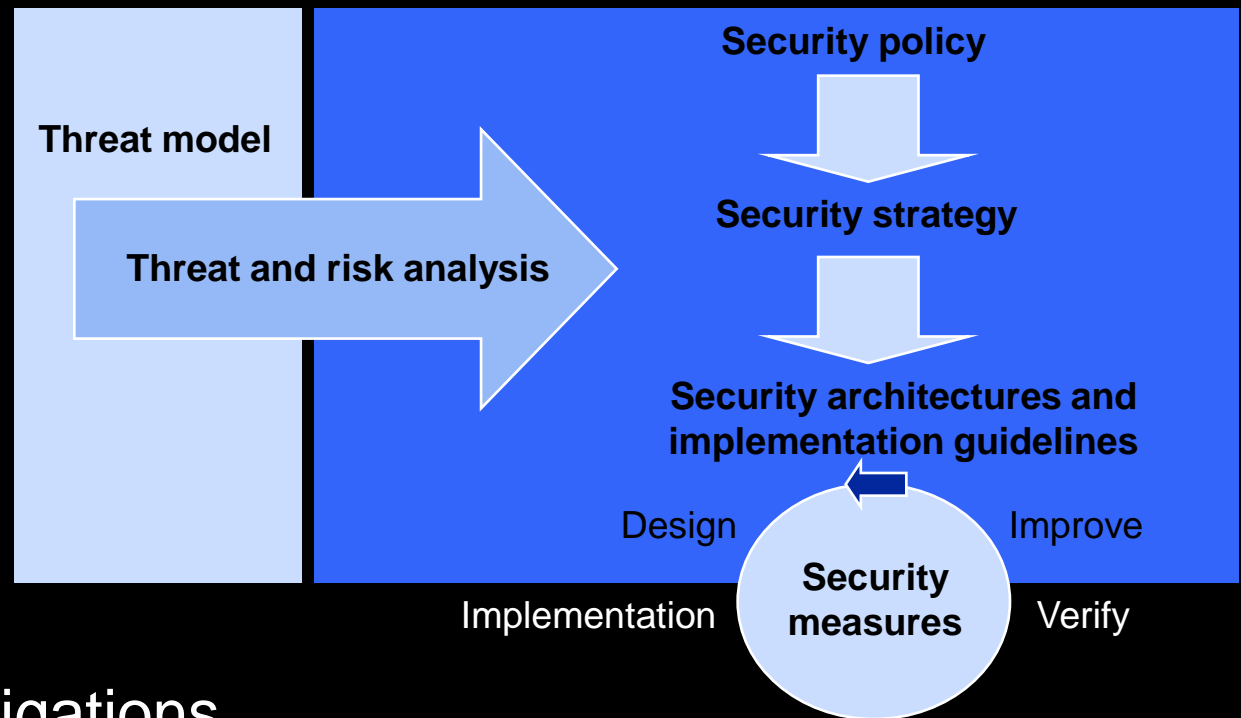 Security policy
Threat model
Security strategy
Threat and risk analysis
Security architectures and
implementation guidelines
Design
Improve
Security
measures
Implementation
Verify